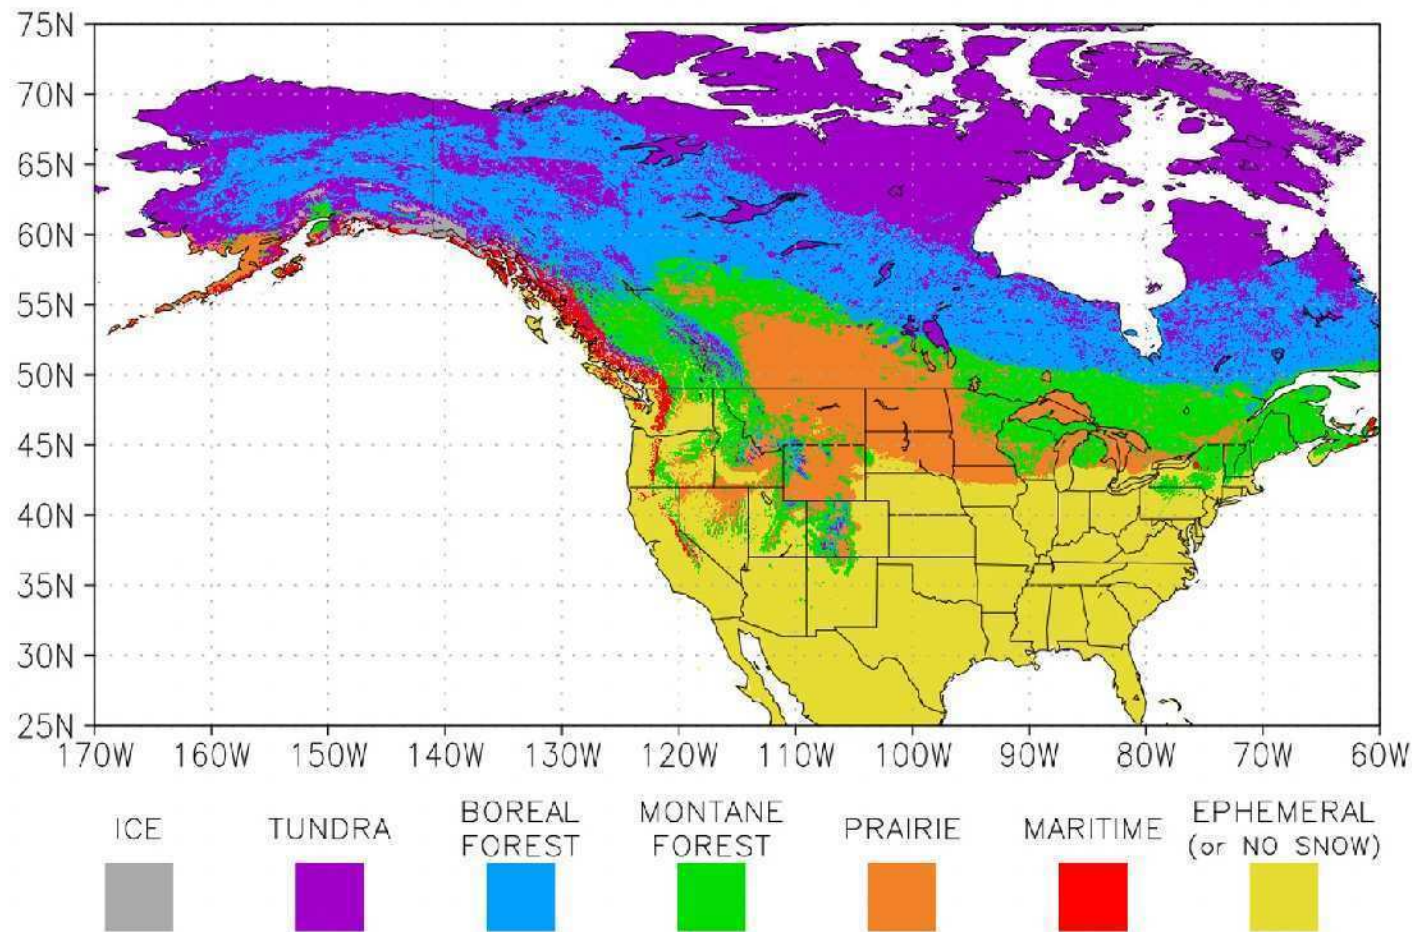 75N
70N
65N
60N
55N
50N
45N
40N
35N
30N
25N
170W 160W 150W 140W 130W 120W 110W 100W 90W 80W 70W 60W
ICE
TUNDRA
BOREAL
FOREST
MONTANE
FOREST
PRAIRIE
MARITIME
EPHEMERAL
(or NO SNOW)